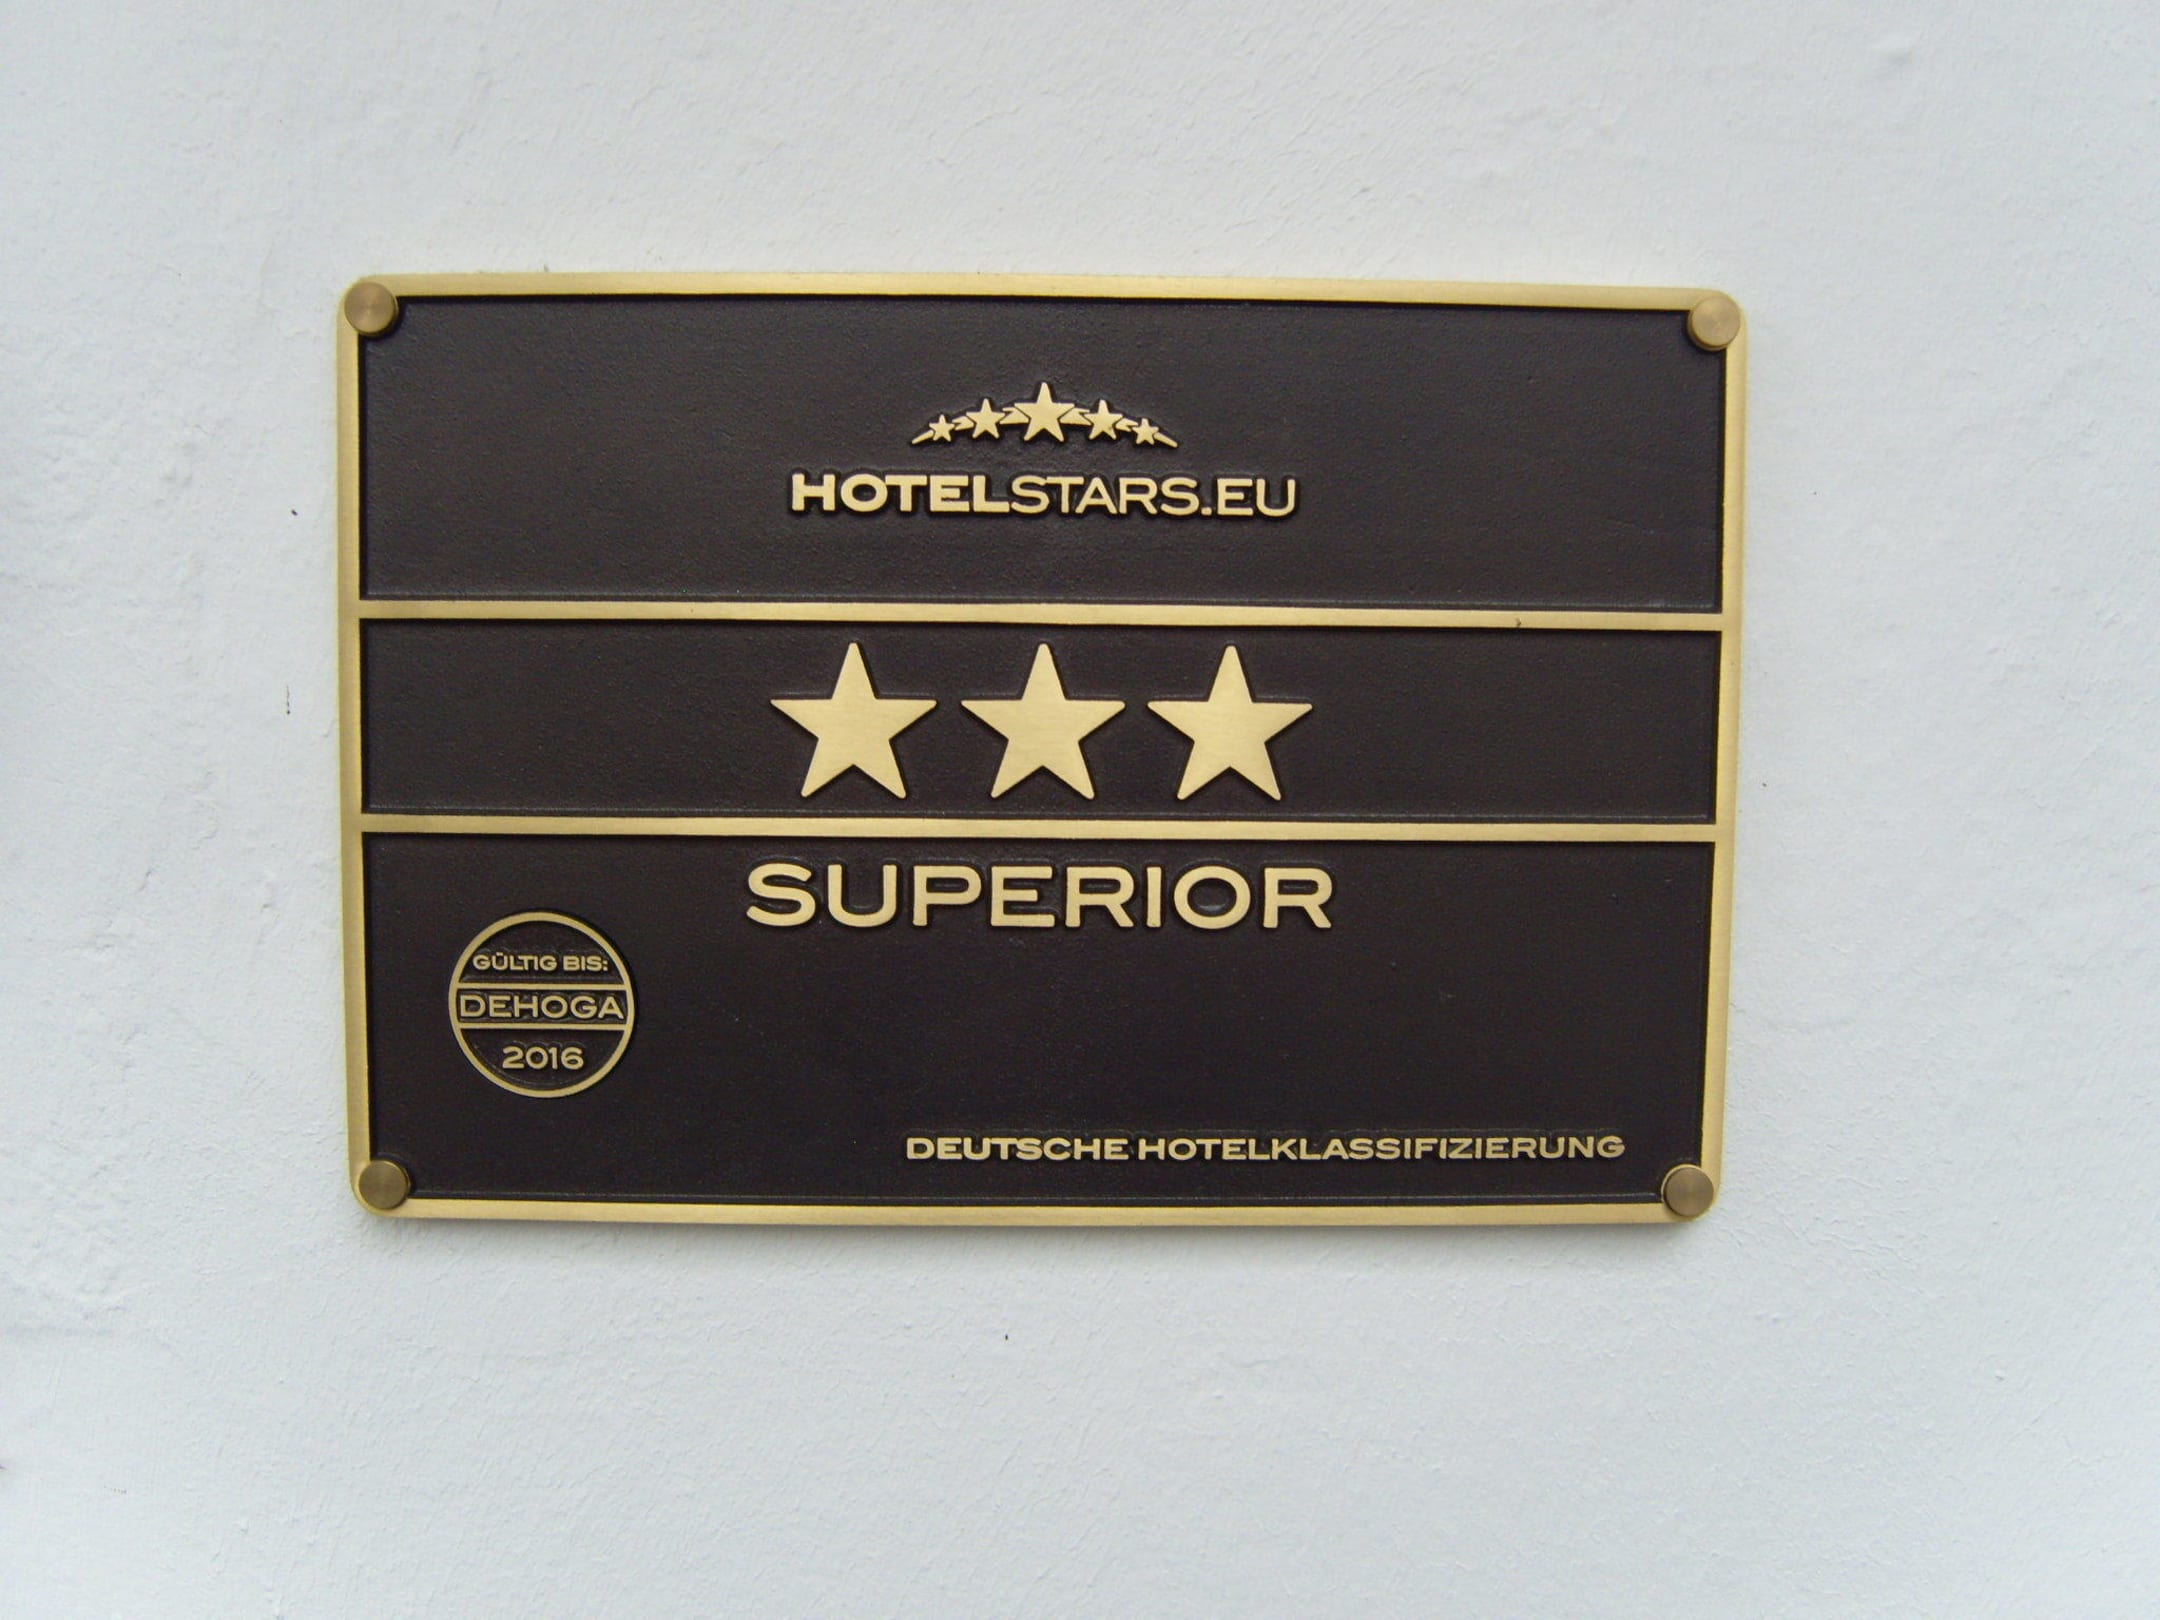 HOTELSTARS.EU
SUPERIOR
GÜLTIG BIS:
DEHOGA
2016
DEUTSCHE HOTELKLASSIFIZIERUNG